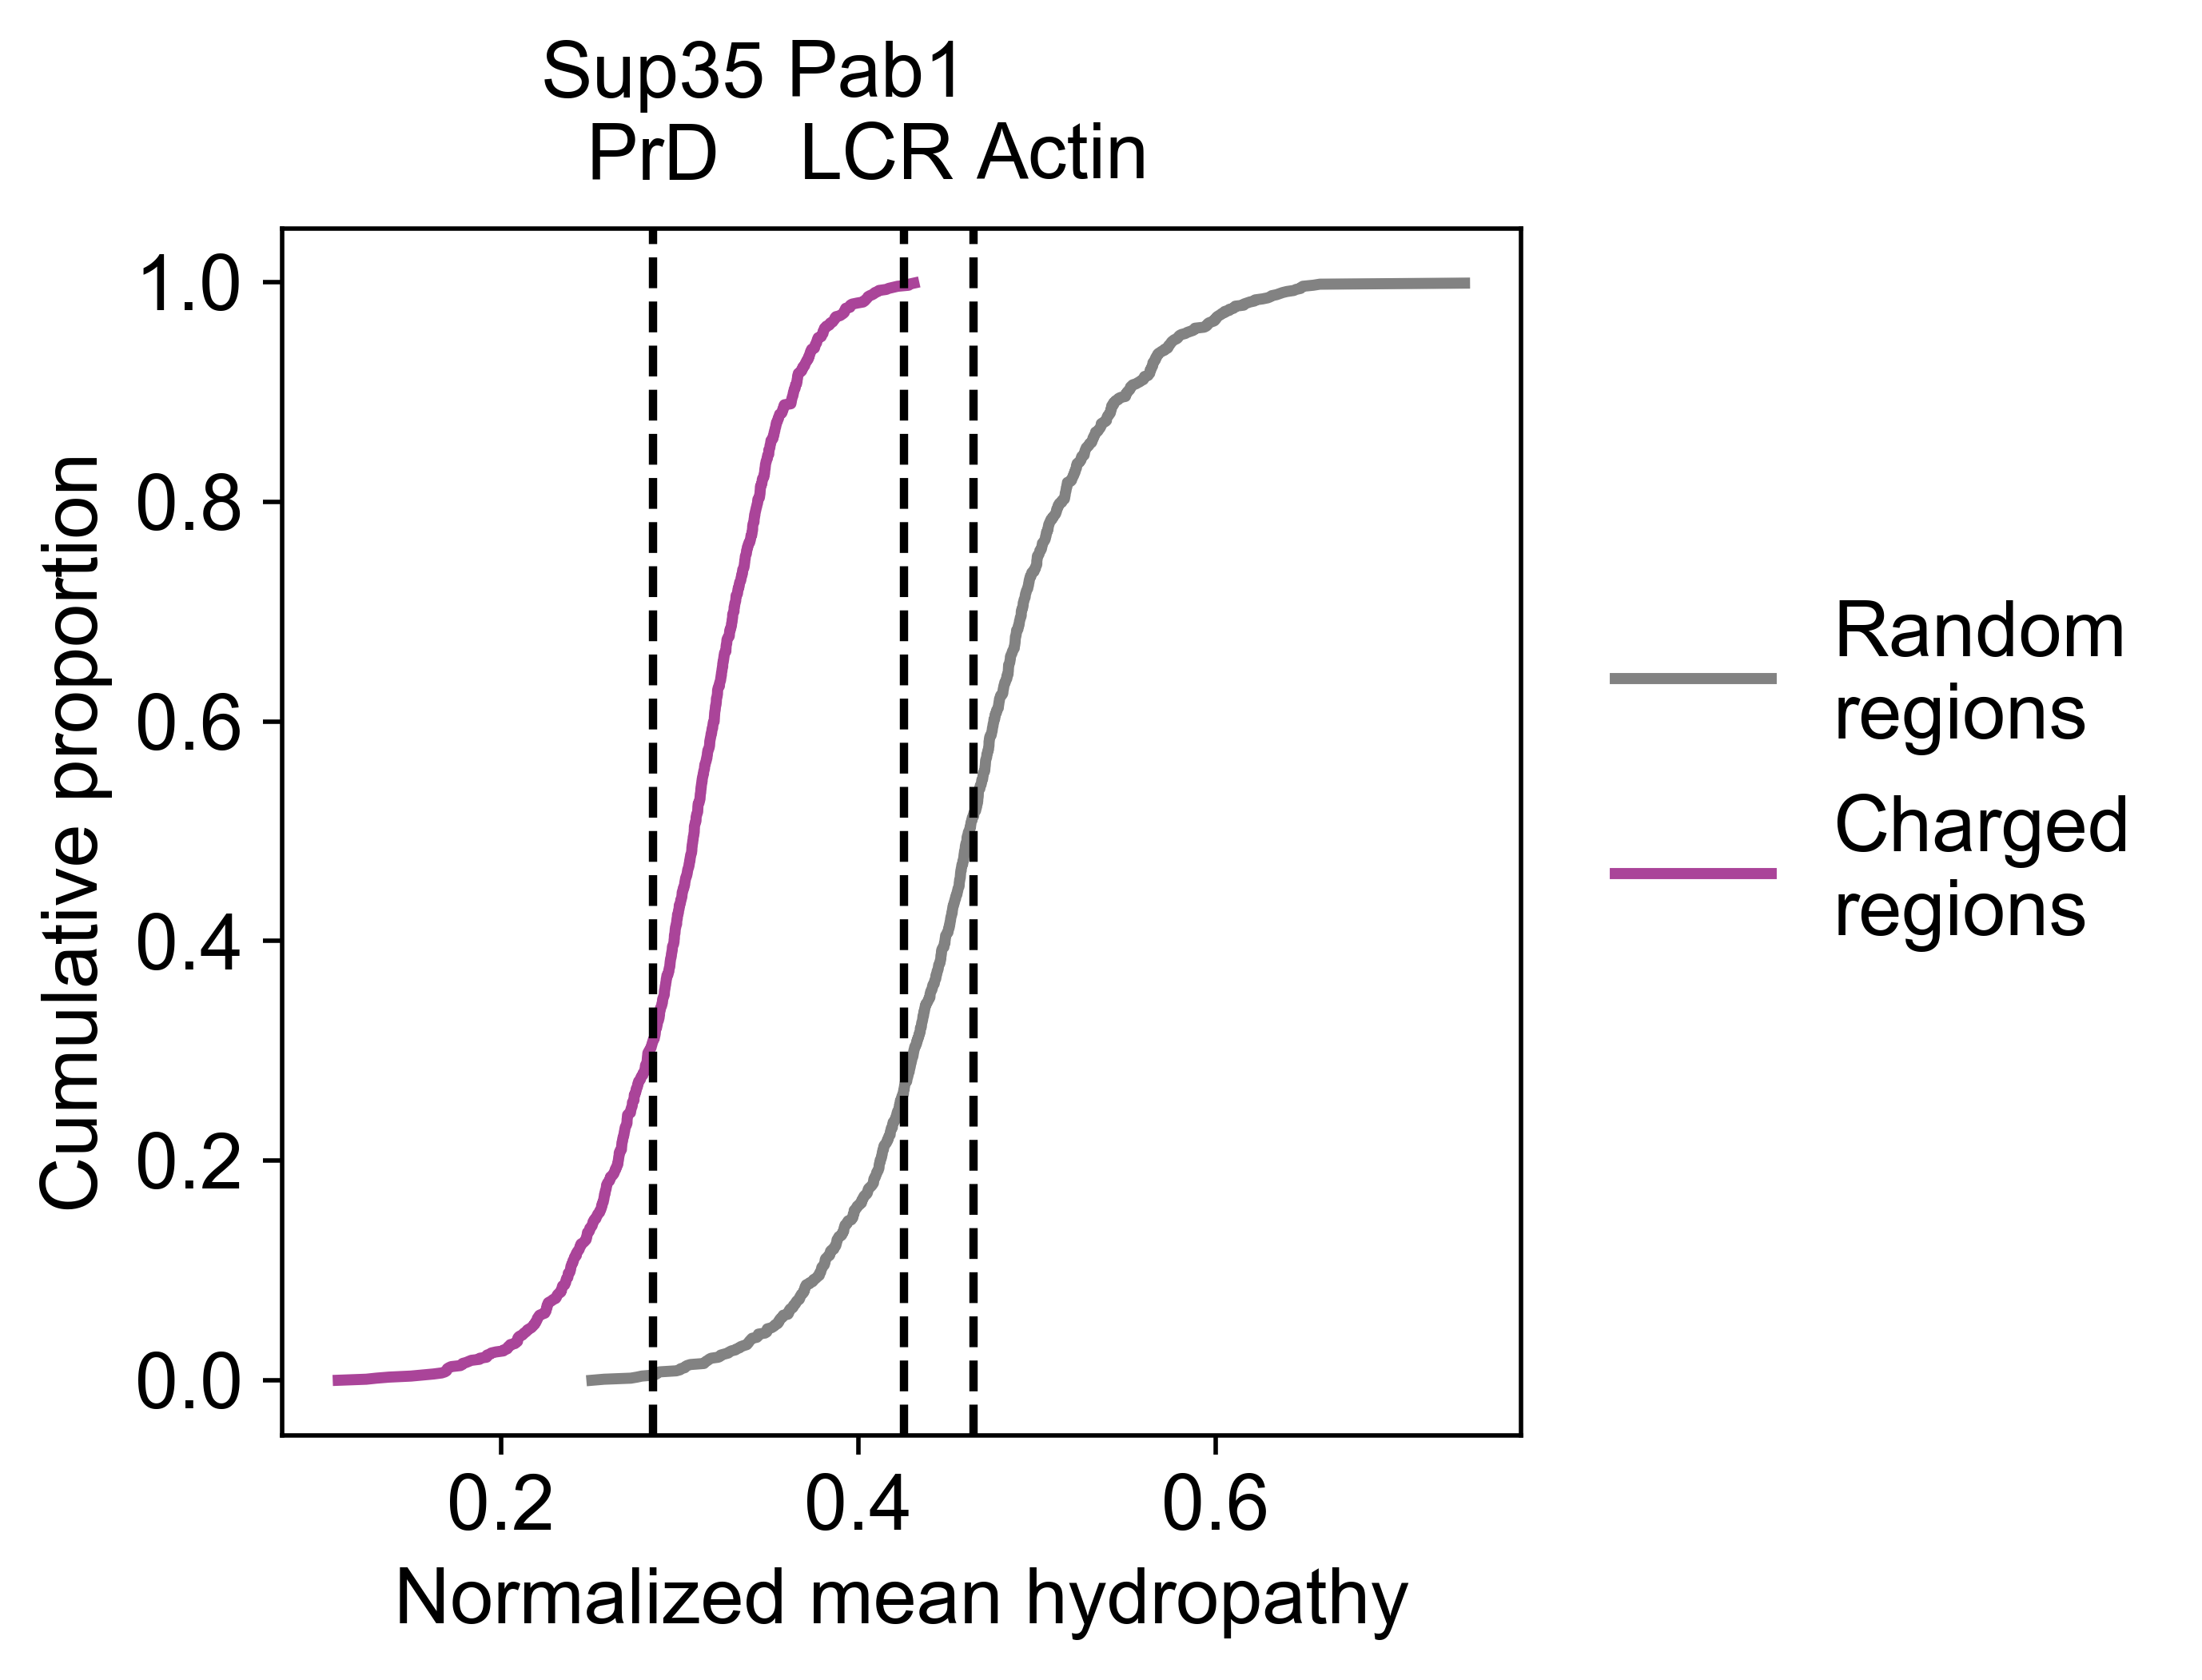 Sup35 Pab1
PrD LCR Actin
1.0
0.8
0.6
0.4
0.2
0.0
Cumulative proportion
0.2 0.4 0.6
Normalized mean hydropathy
Random
regions
Charged
regions